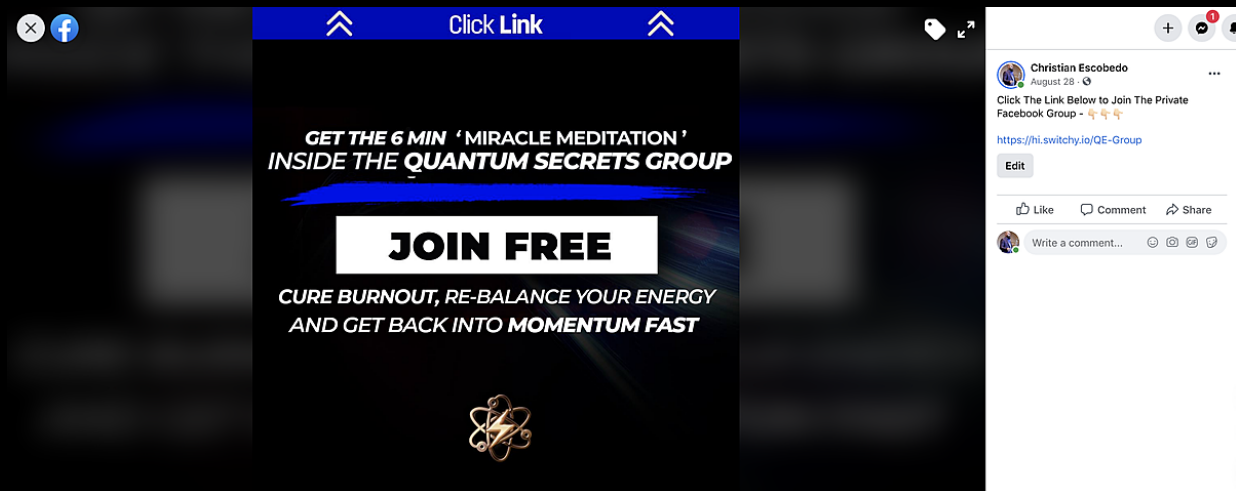 Click Link
GET THE 6 MIN ‘ MIRACLE MEDITATION ’
INSIDE THE QUANTUM SECRETS GROUP
JOIN FREE
CURE BURNOUT, RE-BALANCE YOUR ENERGY
AND GET BACK INTO MOMENTUM FAST
1
Christian Escobedo
August 28 ·
Click The Link Below to Join The Private
Facebook Group - 👇🏻👇🏻👇🏻
https://hi.switchy.io/QE-Group
Edit
Like Comment Share
Write a comment...
GIF